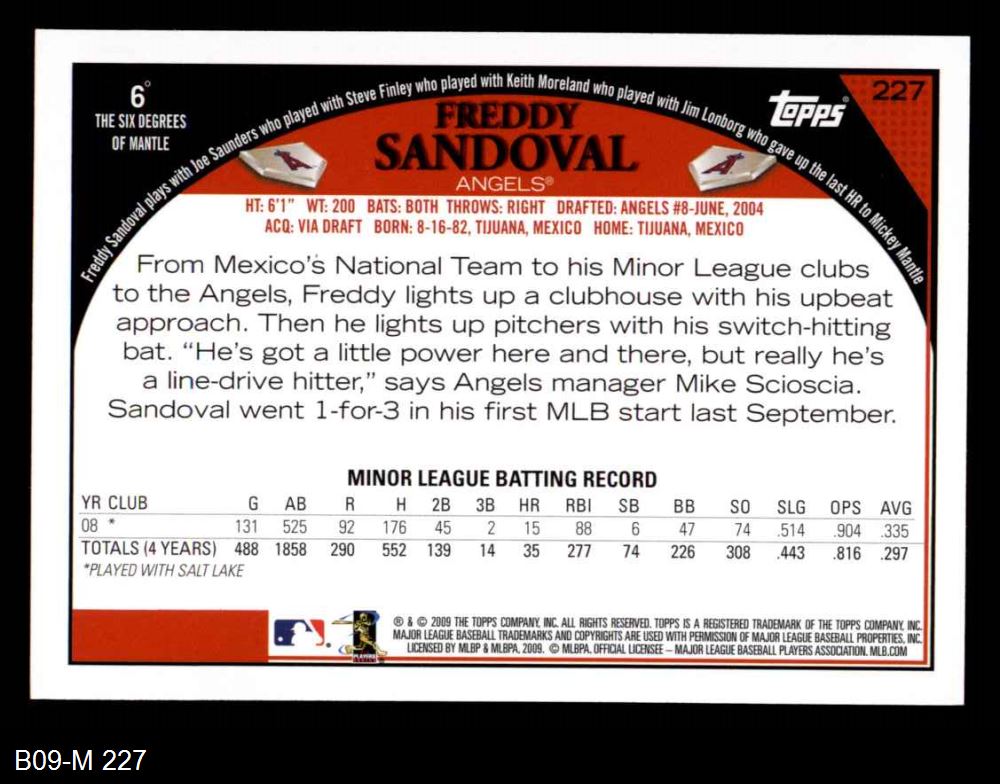 6°
THE SIX DEGREES
OF MANTLE
Freddy Sandoval plays with Joe Saunders who played with Steve Finley who played with Keith Moreland who played with Jim Lonborg who gave up the last HR to Mickey Mantle
topps®
227
FREDDY
SANDOVAL
ANGELS®
HT: 6'1" WT: 200 BATS: BOTH THROWS: RIGHT DRAFTED: ANGELS #8-JUNE, 2004
ACQ: VIA DRAFT BORN: 8-16-82, TIJUANA, MEXICO HOME: TIJUANA, MEXICO
From Mexico's National Team to his Minor League clubs
to the Angels, Freddy lights up a clubhouse with his upbeat
approach. Then he lights up pitchers with his switch-hitting
bat. "He's got a little power here and there, but really he's
a line-drive hitter," says Angels manager Mike Scioscia.
Sandoval went 1-for-3 in his first MLB start last September.
MINOR LEAGUE BATTING RECORD
YR CLUB G AB R H 2B 3B HR RBI SB BB SO SLG OPS AVG
08 * 131 525 92 176 45 2 15 88 6 47 74 .514 .904 .335
TOTALS (4 YEARS) 488 1858 290 552 139 14 35 277 74 226 308 .443 .816 .297
*PLAYED WITH SALT LAKE
® & © 2009 THE TOPPS COMPANY, INC. ALL RIGHTS RESERVED. TOPPS IS A REGISTERED TRADEMARK OF THE TOPPS COMPANY, INC.
MAJOR LEAGUE BASEBALL TRADEMARKS AND COPYRIGHTS ARE USED WITH PERMISSION OF MAJOR LEAGUE BASEBALL PROPERTIES, INC.
LICENSED BY MLBP & MLBPA, 2009. © MLBPA. OFFICIAL LICENSEE – MAJOR LEAGUE BASEBALL PLAYERS ASSOCIATION. MLB.COM
B09-M 227